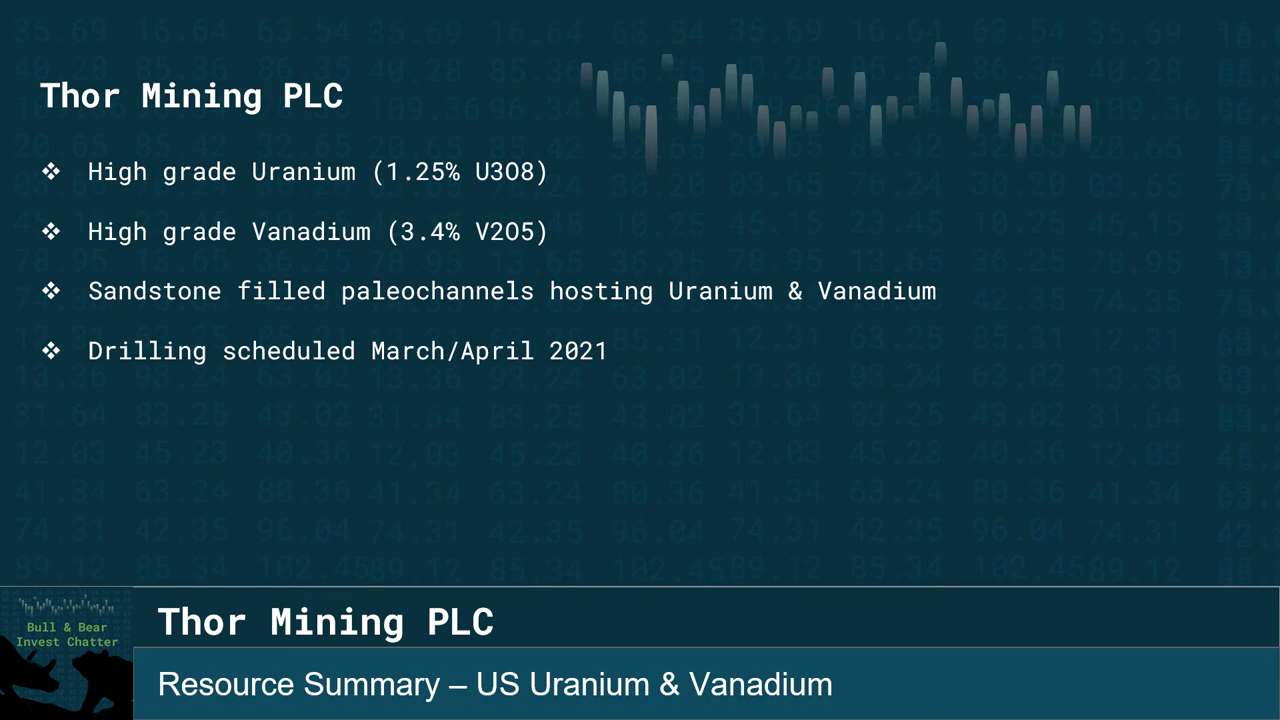 Thor Mining PLC
❖ High grade Uranium (1.25% U3O8)
❖ High grade Vanadium (3.4% V2O5)
❖ Sandstone filled paleochannels hosting Uranium & Vanadium
❖ Drilling scheduled March/April 2021
Bull & Bear
Invest Chatter
Thor Mining PLC
Resource Summary – US Uranium & Vanadium